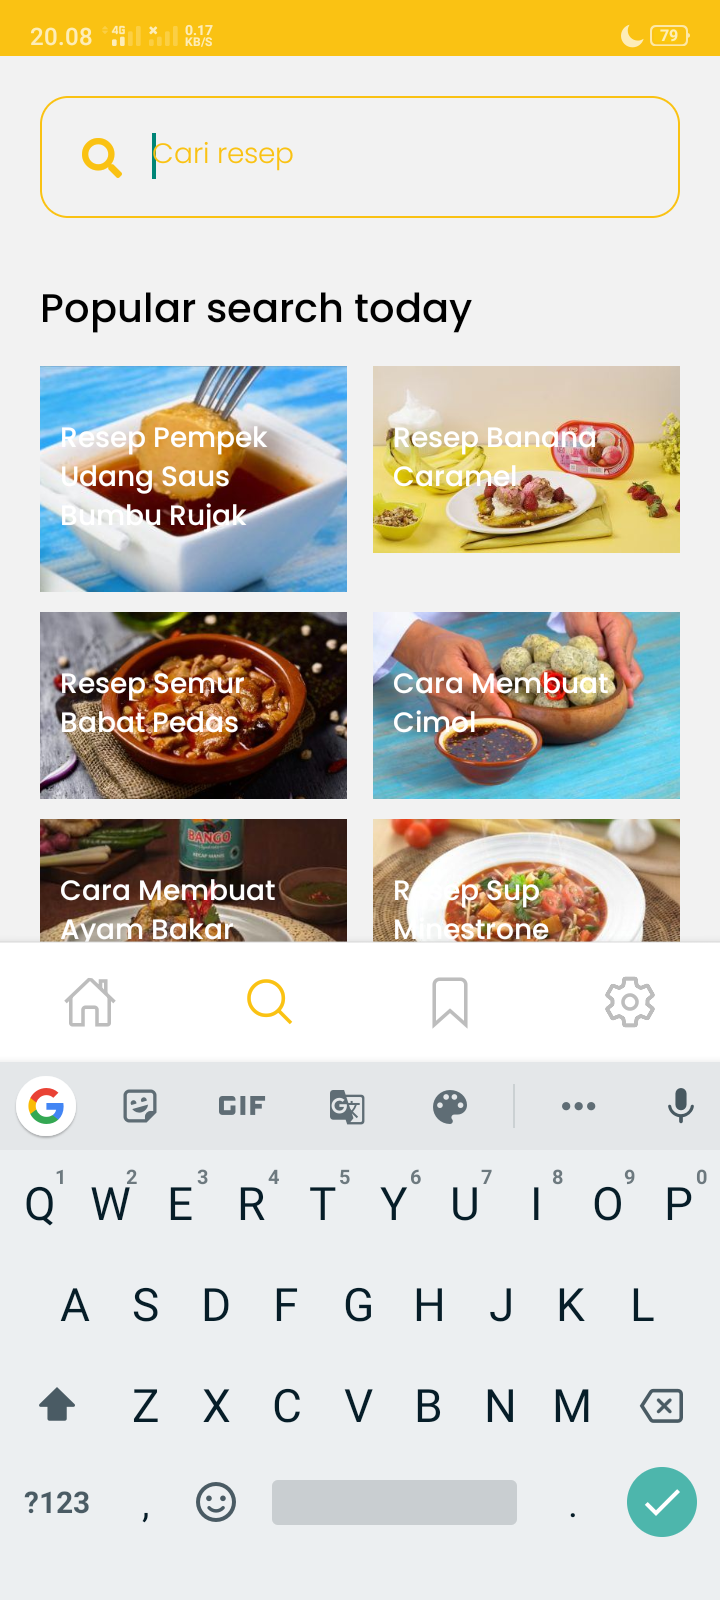 20.08 4G 0.17 KB/S 79
Cari resep
Popular search today
Resep Pempek
Udang Saus
Bumbu Rujak
Resep Banana
Caramel
Resep Semur
Babat Pedas
Cara Membuat
Cimol
BANGO
KECAP MANIS
Cara Membuat
Ayam Bakar
Resep Sup
Minestrone
G GIF G
1 2 3 4 5 6 7 8 9 0
Q W E R T Y U I O P
A S D F G H J K L
Z X C V B N M
?123 , .